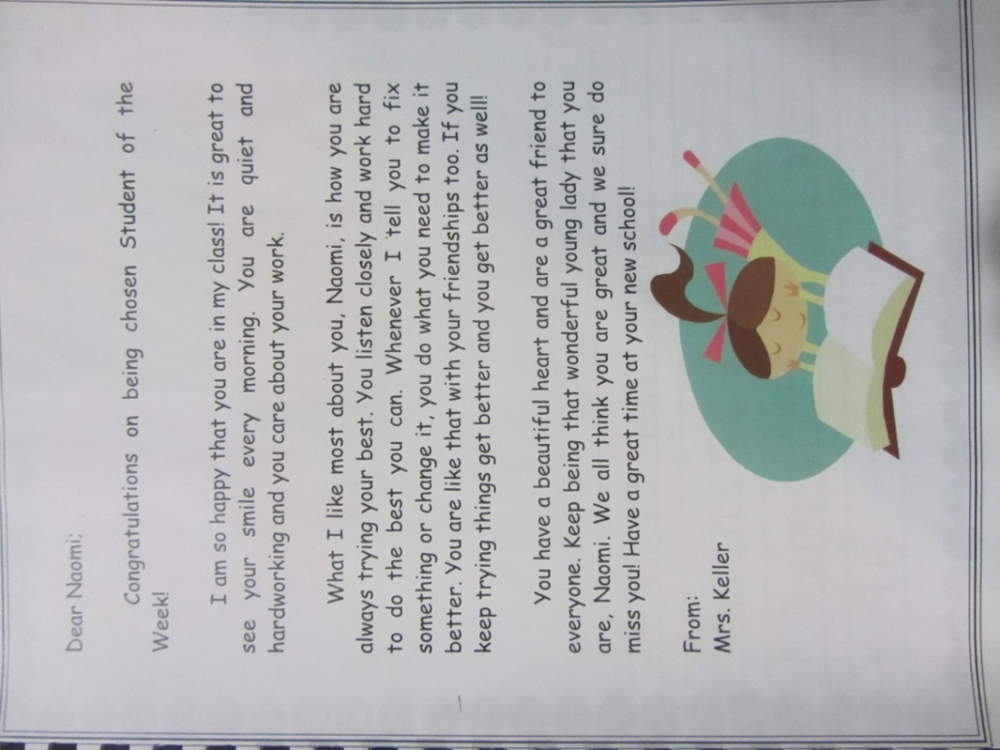 Dear Naomi;
Congratulations on being chosen Student of the
Week!
I am so happy that you are in my class! It is great to
see your smile every morning. You are quiet and
hardworking and you care about your work.
What I like most about you, Naomi, is how you are
always trying your best. You listen closely and work hard
to do the best you can. Whenever I tell you to fix
something or change it, you do what you need to make it
better. You are like that with your friendships too. If you
keep trying things get better and you get better as well!
You have a beautiful heart and are a great friend to
everyone. Keep being that wonderful young lady that you
are, Naomi. We all think you are great and we sure do
miss you! Have a great time at your new school!
From:
Mrs. Keller